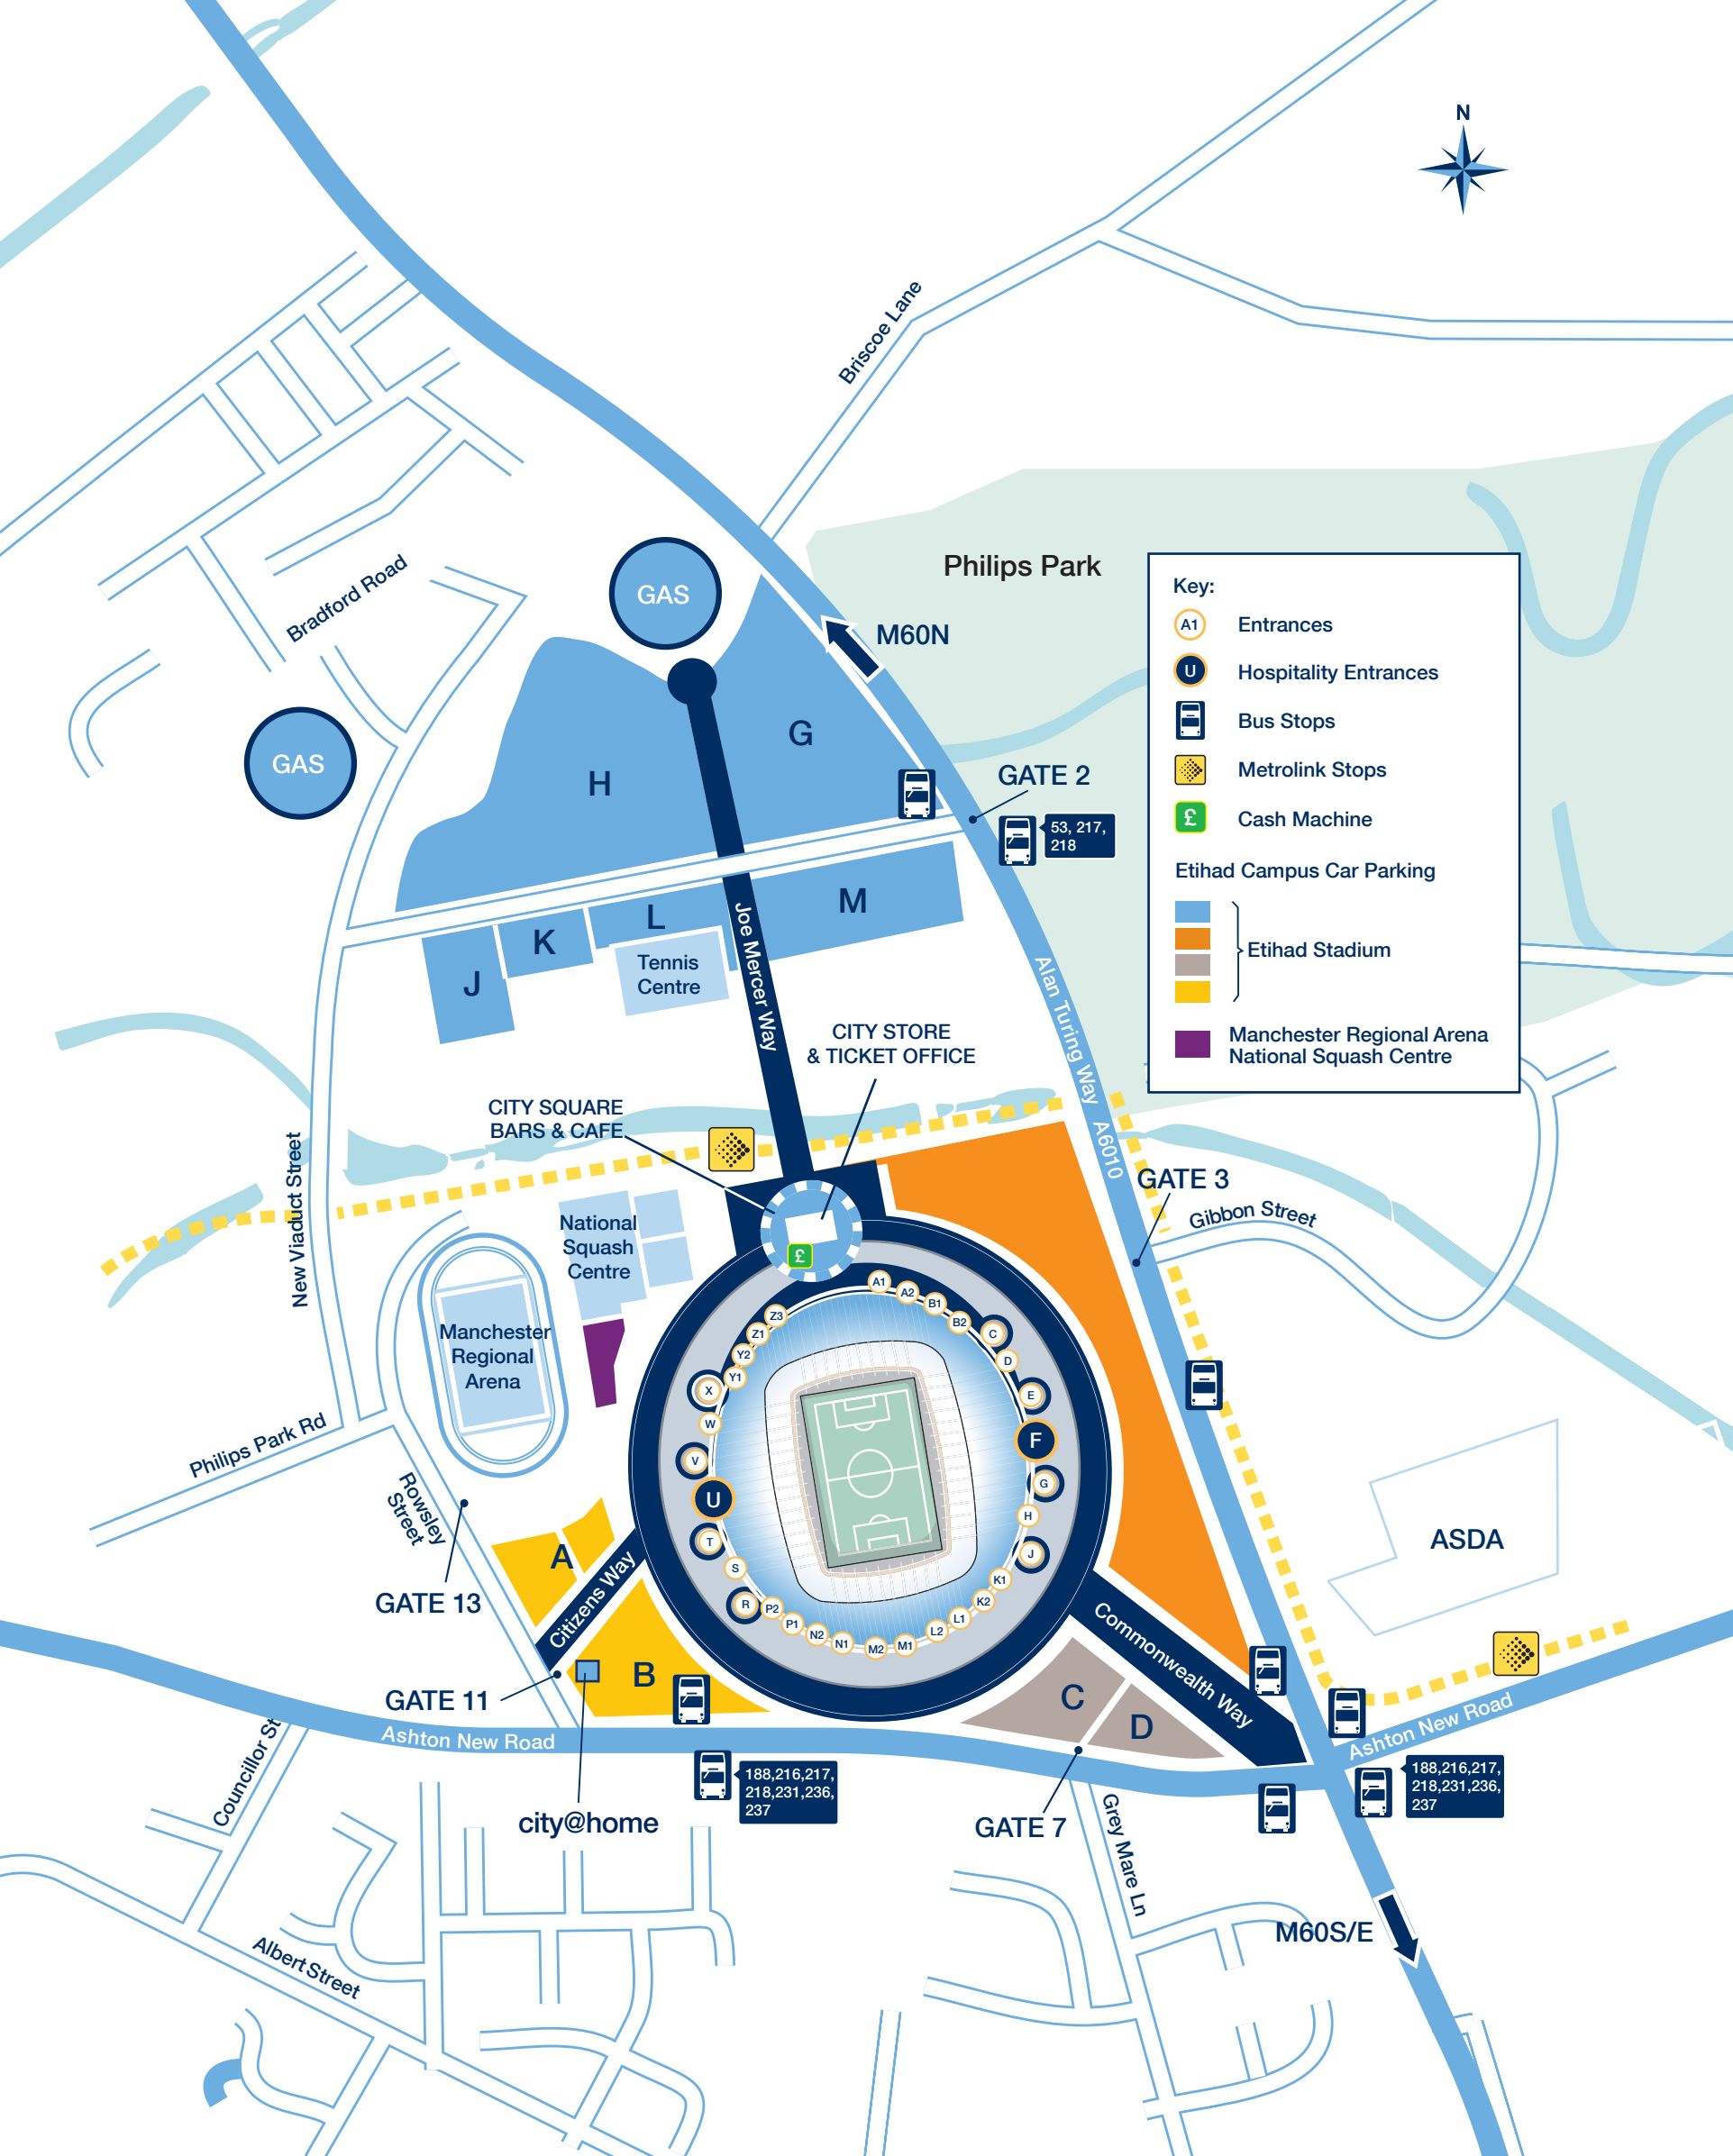 N
Briscoe Lane
Philips Park
Bradford Road
GAS
GAS
M60N
G
H
GATE 2
53, 217,
218
M
L
K
J
Tennis
Centre
Joe Mercer Way
Alan Turing Way
A6010
CITY STORE
& TICKET OFFICE
CITY SQUARE
BARS & CAFE
New Viaduct Street
GATE 3
Gibbon Street
National
Squash
Centre
Manchester
Regional
Arena
Philips Park Rd
Rowsley
Street
£
A1
A2
B1
B2
C
D
E
F
G
H
J
K1
K2
L1
L2
M1
M2
N1
N2
P1
P2
R
S
T
U
V
W
X
Y1
Y2
Z1
Z3
ASDA
A
GATE 13
Citizens Way
B
GATE 11
Commonwealth Way
C
D
Ashton New Road
Ashton New Road
Councillor St
188,216,217,
218,231,236,
237
188,216,217,
218,231,236,
237
city@home
GATE 7
Grey Mare Ln
M60S/E
Albert Street
Key:
A1
Entrances
U
Hospitality Entrances
Bus Stops
Metrolink Stops
£
Cash Machine
Etihad Campus Car Parking
Etihad Stadium
Manchester Regional Arena
National Squash Centre